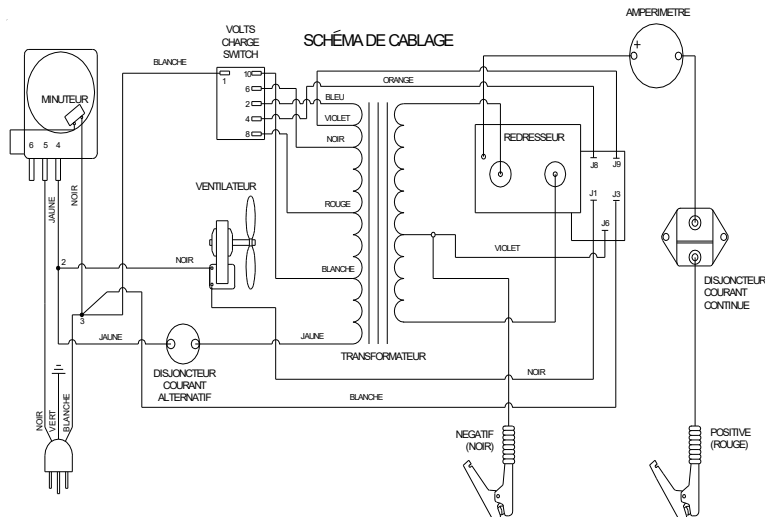 AMPERIMETRE
VOLTS
CHARGE
SWITCH
SCHÉMA DE CABLAGE
+
BLANCHE
ORANGE
1
10
6
2
4
8
BLEU
VIOLET
NOIR
MINUTEUR
REDRESSEUR
6 5 4
J8 J9
JAUNE
NOIR
VENTILATEUR
ROUGE
J1 J3
J6
VIOLET
2
NOIR
BLANCHE
DISJONCTEUR
COURANT
CONTINUE
3
JAUNE
JAUNE
TRANSFORMATEUR
DISJONCTEUR
COURANT
ALTERNATIF
NOIR
BLANCHE
NOIR
VERT
BLANCHE
NEGATIF
(NOIR)
POSITIVE
(ROUGE)